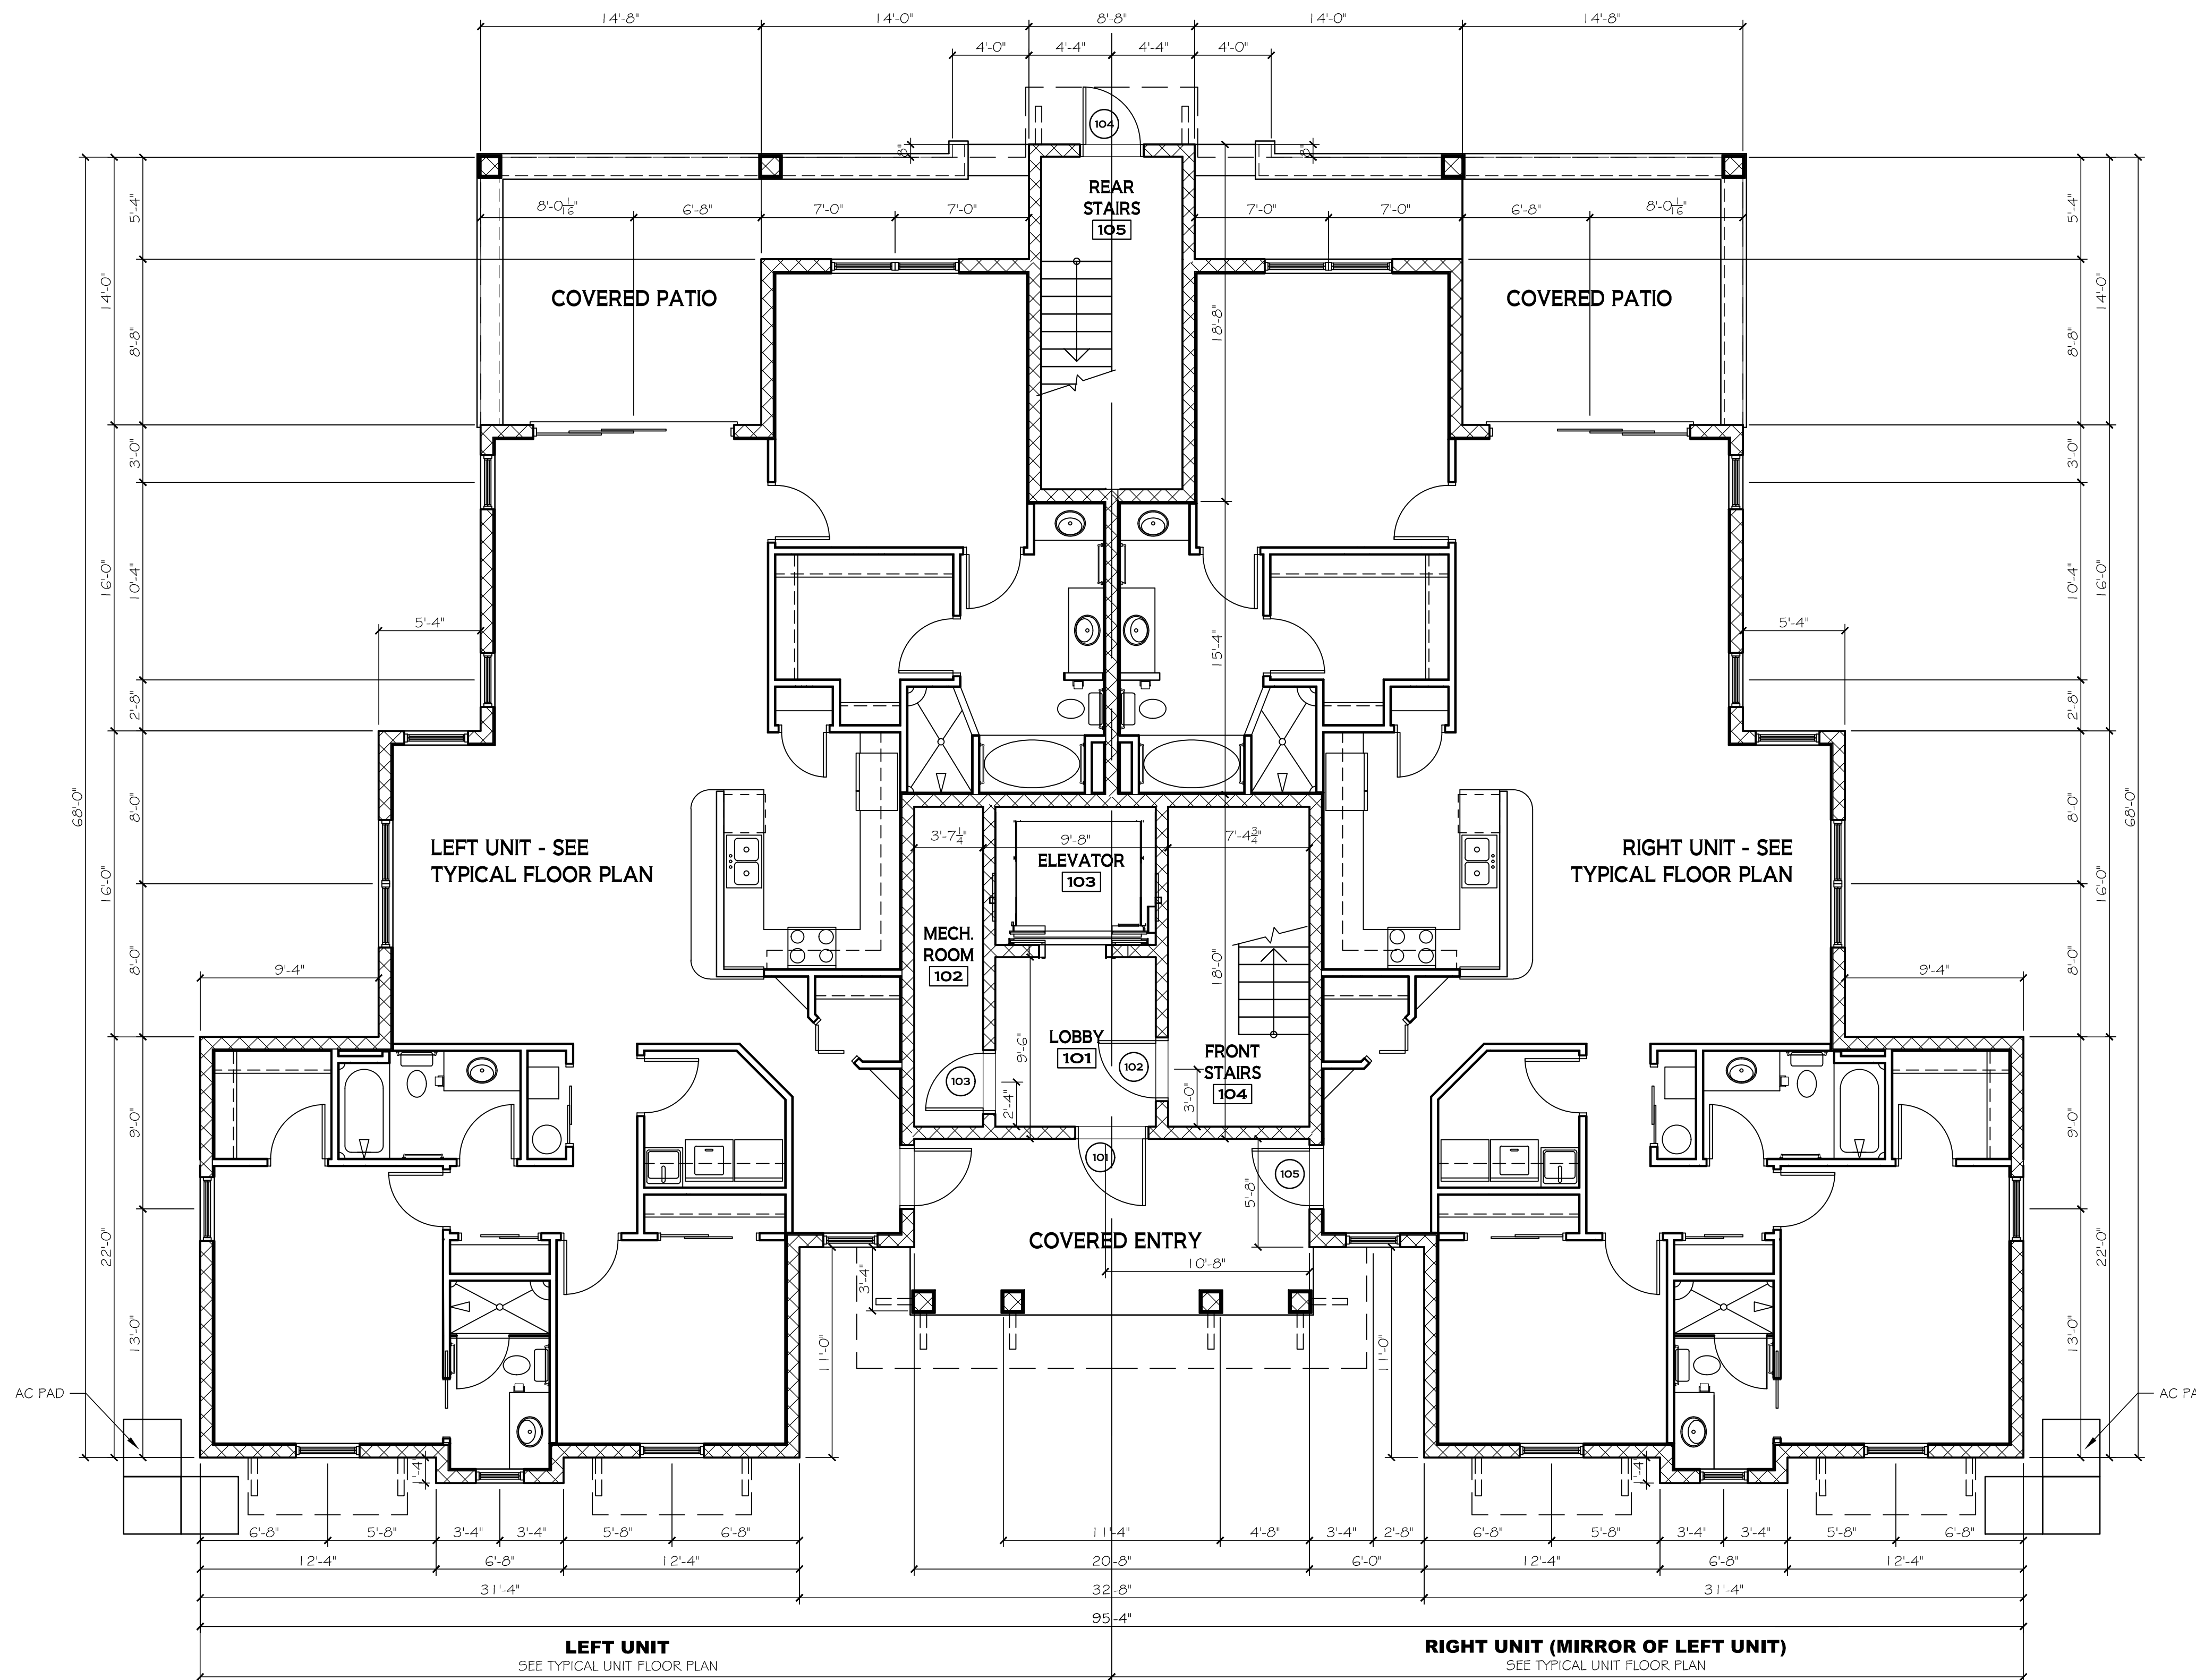 14'-8" 14'-0" 8'-8" 14'-0" 14'-8"
4'-0" 4'-4" 4'-4" 4'-0"
104
8" 8"
REAR
STAIRS
105
8'-0 1/16" 6'-8" 7'-0" 7'-0" 7'-0" 7'-0" 6'-8" 8'-0 1/16"
5'-4" 5'-4"
COVERED PATIO COVERED PATIO
14'-0" 8'-8" 18'-8" 8'-8" 14'-0"
3'-0" 3'-0"
16'-0" 10'-4" 10'-4" 16'-0"
5'-4" 15'-4" 5'-4"
2'-8" 2'-8"
68'-0" 8'-0" 8'-0" 68'-0"
3'-7 1/4" 9'-8" 7'-4 3/4"
LEFT UNIT - SEE
TYPICAL FLOOR PLAN
ELEVATOR
103
RIGHT UNIT - SEE
TYPICAL FLOOR PLAN
16'-0" 16'-0"
MECH.
ROOM
102
8'-0" 9'-4" 18'-0" 9'-4" 8'-0"
LOBBY
101
9'-6"
2'-4"
FRONT
STAIRS
104
3'-0"
103 102
9'-0" 9'-0"
101 105
5'-8"
22'-0" 22'-0"
COVERED ENTRY
10'-8"
3'-4"
13'-0" 11'-0" 11'-0" 13'-0"
AC PAD AC PA
1'-4" 1'-4"
6'-8" 5'-8" 3'-4" 3'-4" 5'-8" 6'-8" 11'-4" 4'-8" 3'-4" 2'-8" 6'-8" 5'-8" 3'-4" 3'-4" 5'-8" 6'-8"
12'-4" 6'-8" 12'-4" 20'-8" 6'-0" 12'-4" 6'-8" 12'-4"
31'-4" 32'-8" 31'-4"
95-4"
LEFT UNIT
SEE TYPICAL UNIT FLOOR PLAN
RIGHT UNIT (MIRROR OF LEFT UNIT)
SEE TYPICAL UNIT FLOOR PLAN